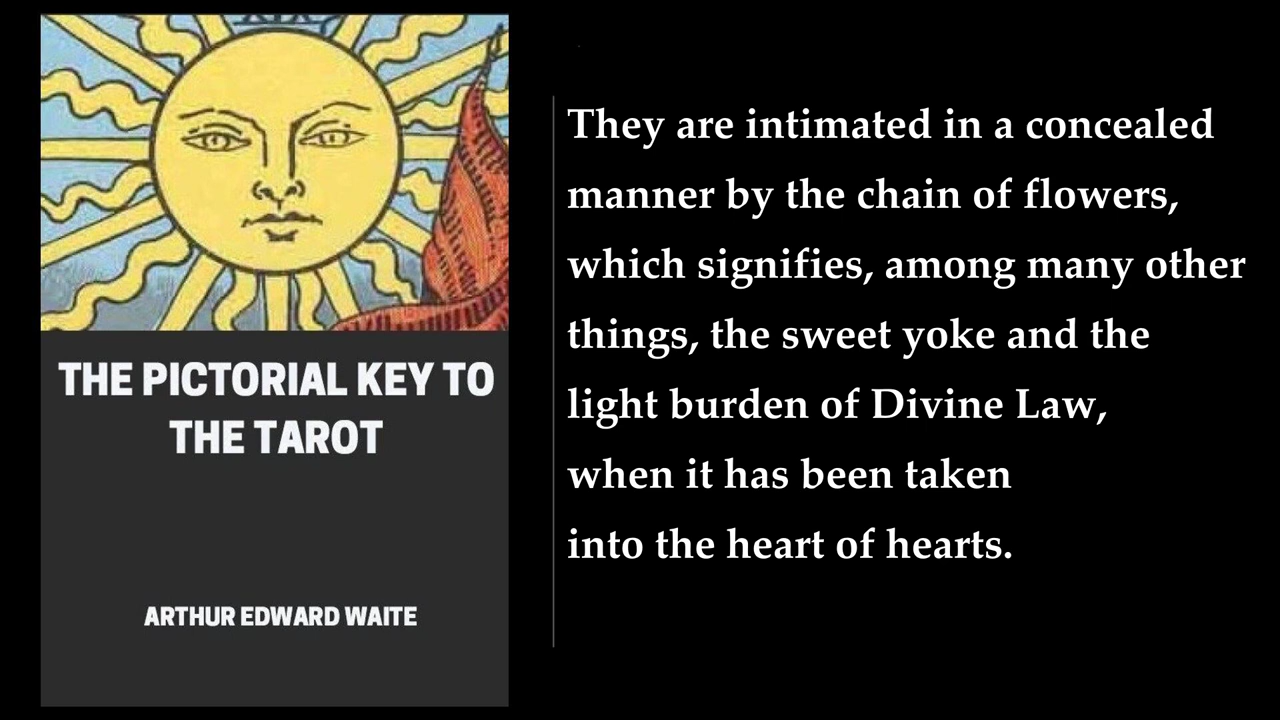 XIX
THE PICTORIAL KEY TO
THE TAROT
ARTHUR EDWARD WAITE
They are intimated in a concealed
manner by the chain of flowers,
which signifies, among many other
things, the sweet yoke and the
light burden of Divine Law,
when it has been taken
into the heart of hearts.